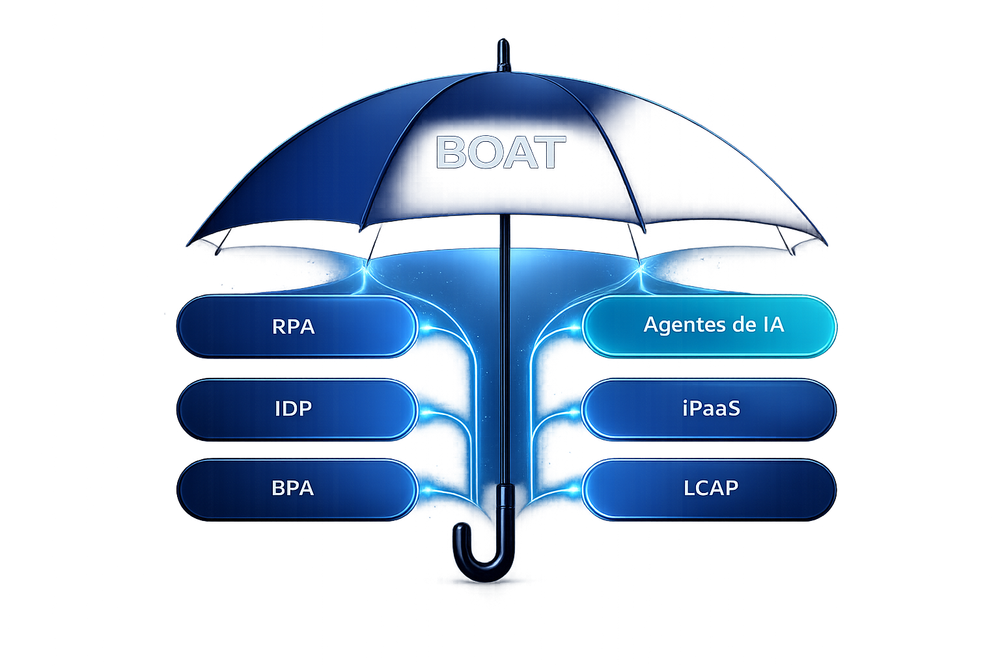 BOAT
RPA
Agentes de IA
IDP
iPaaS
BPA
LCAP